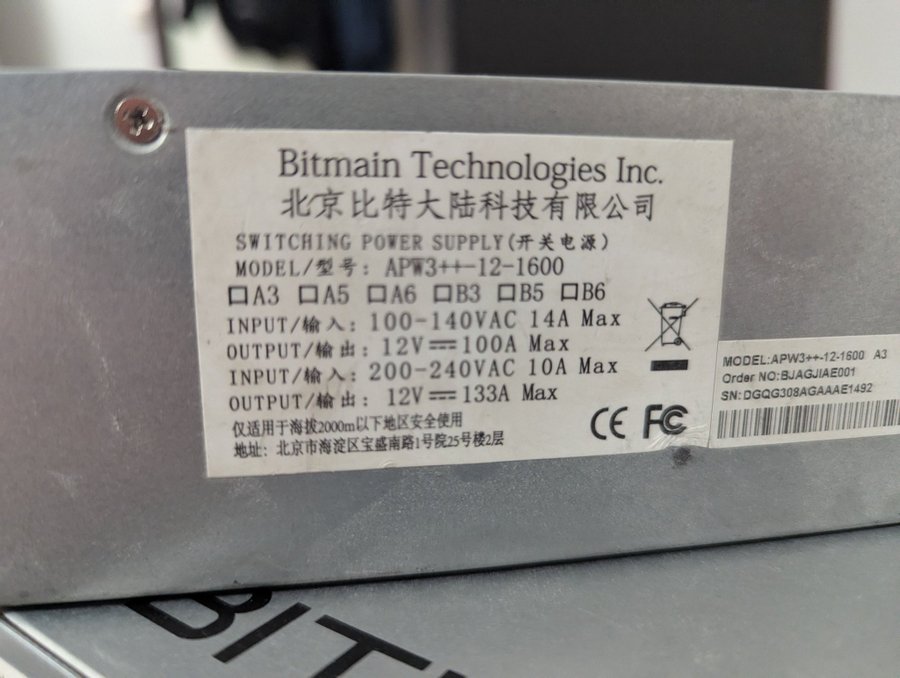 Bitmain Technologies Inc.
北京比特大陆科技有限公司
SWITCHING POWER SUPPLY(开关电源)
MODEL/型号: APW3++-12-1600
☐A3 ☐A5 ☐A6 ☐B3 ☐B5 ☐B6
INPUT/输入: 100-140VAC 14A Max
OUTPUT/输出: 12V⎓100A Max
INPUT/输入: 200-240VAC 10A Max
OUTPUT/输出: 12V⎓133A Max
仅适用于海拔2000m以下地区安全使用
地址: 北京市海淀区宝盛南路1号院25号楼2层
CE FC
MODEL:APW3++-12-1600 A3
Order NO:BJAGJIAE001
SN:DGQG308AGAAAE1492
BIT